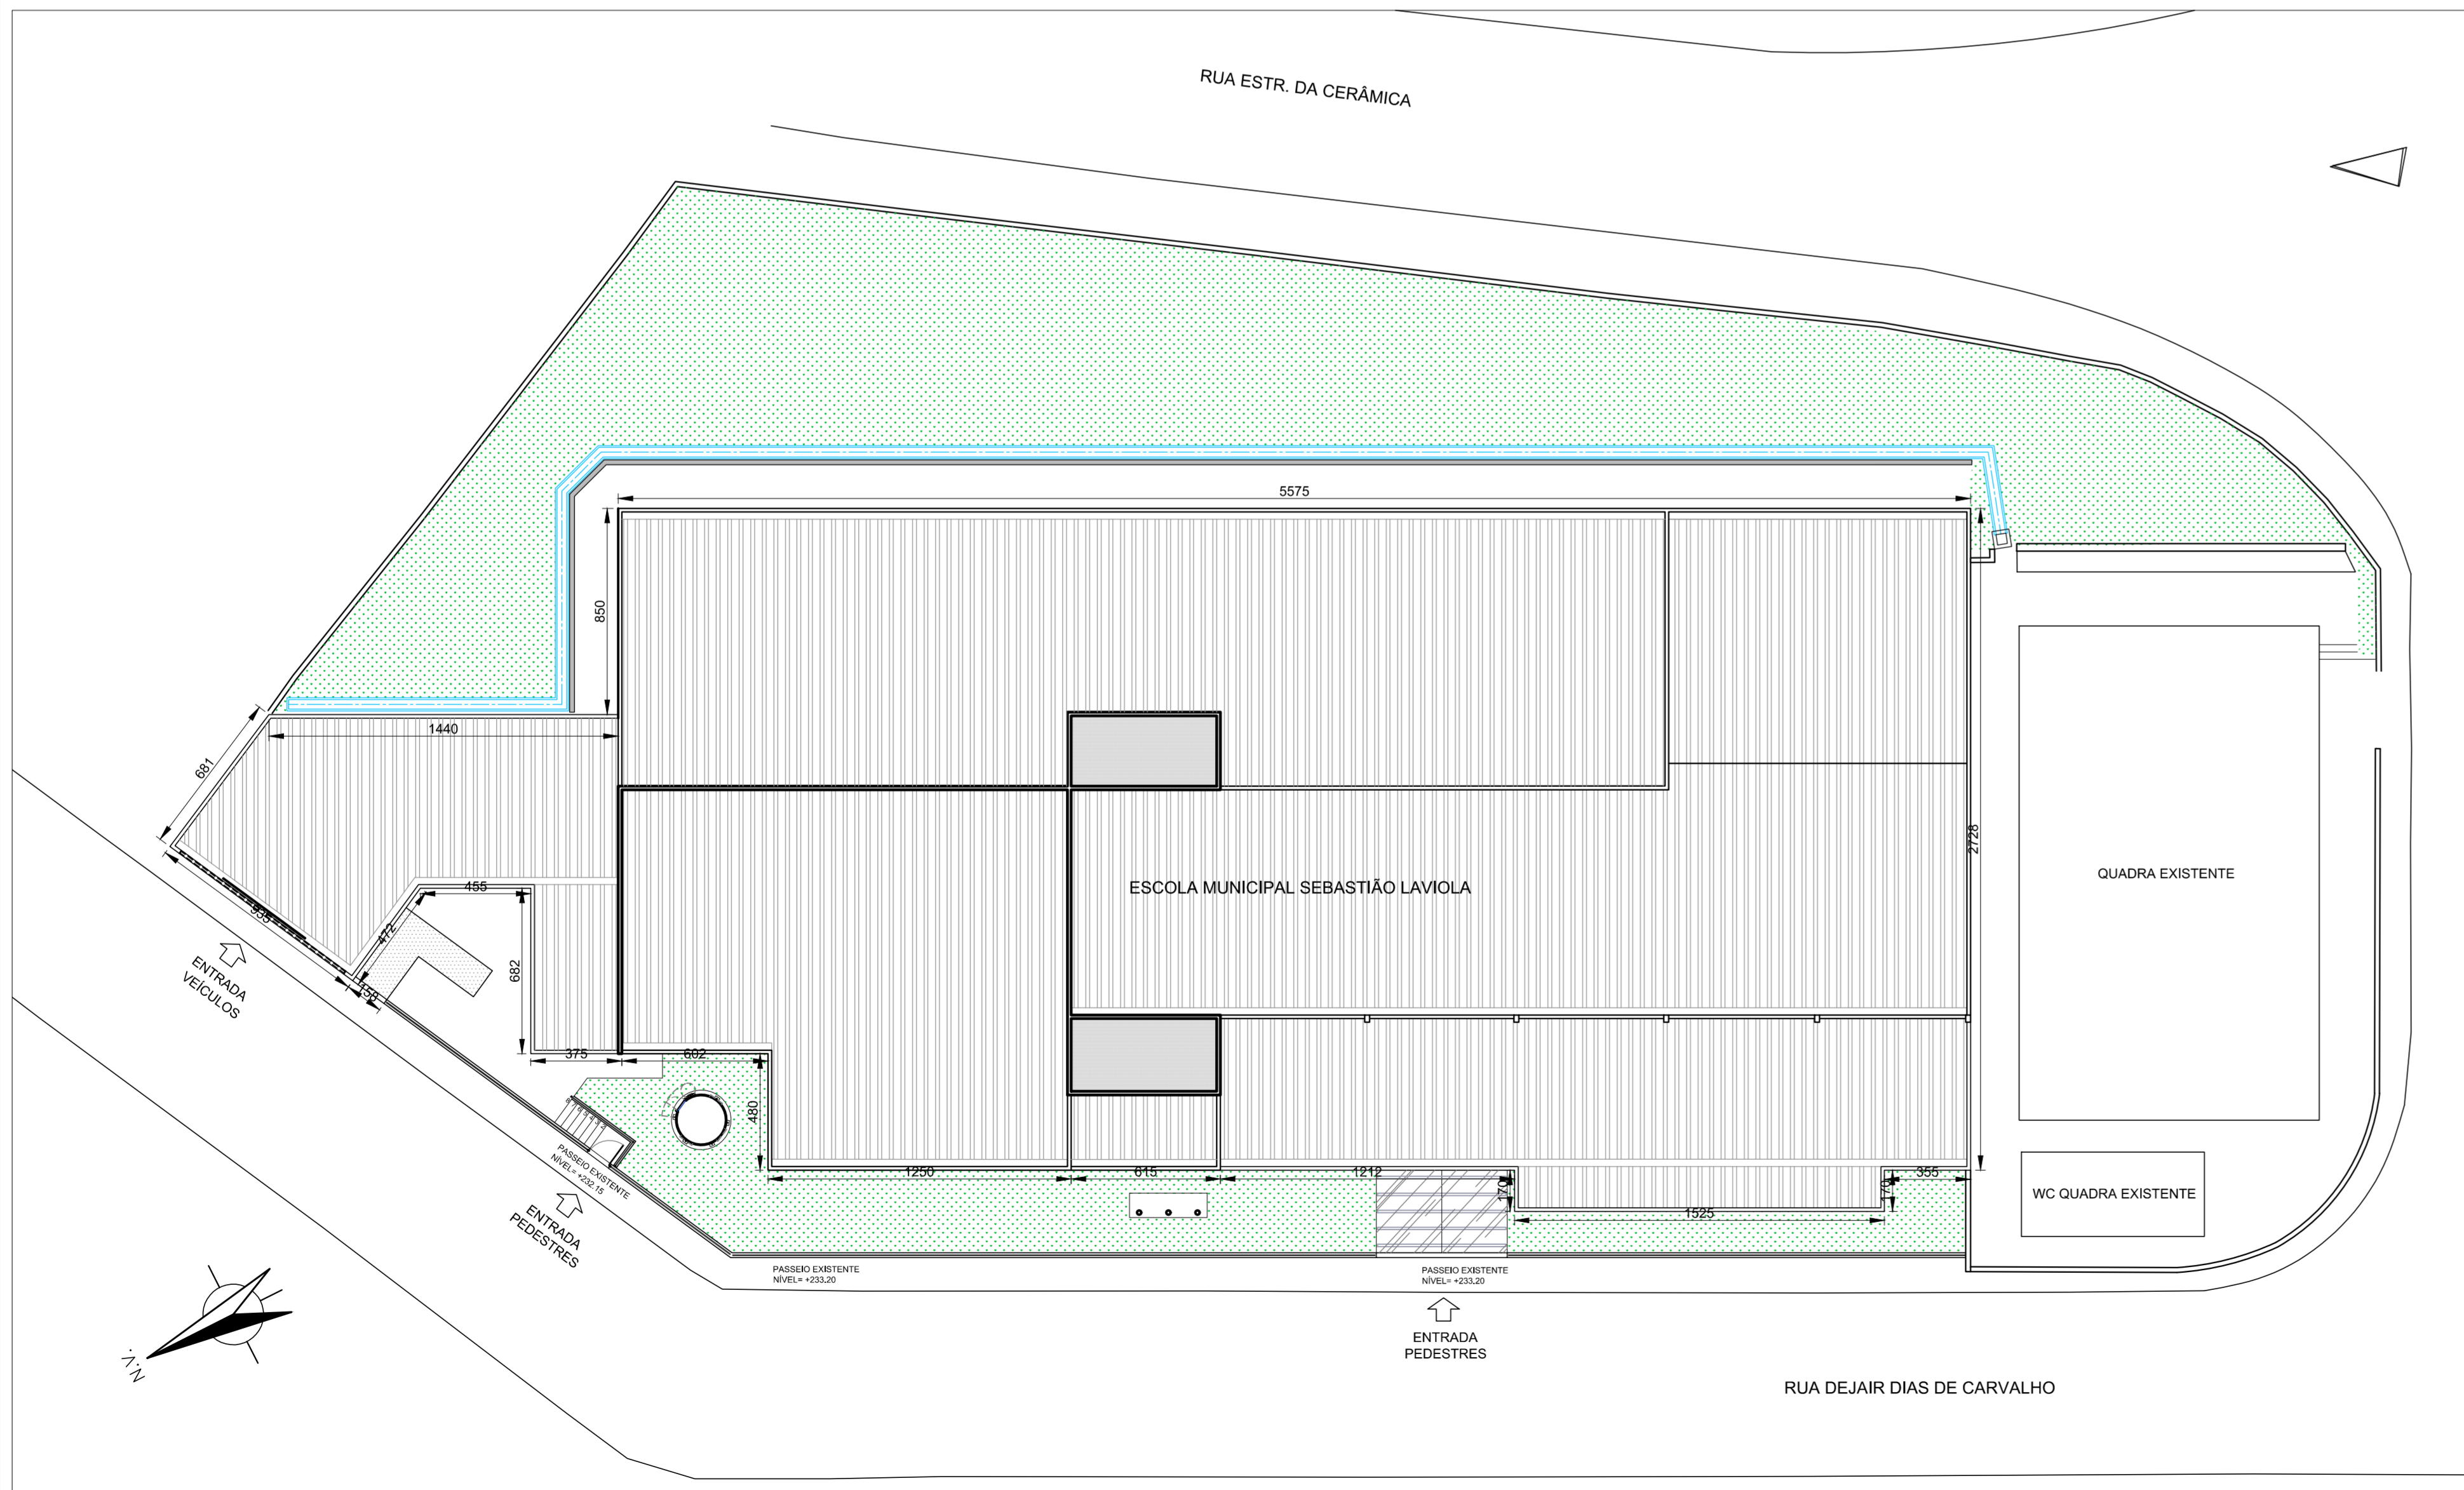 RUA ESTR. DA CERÂMICA
5575
850
1440
681
2728
QUADRA EXISTENTE
ESCOLA MUNICIPAL SEBASTIÃO LAVIOLA
455
935
472
682
158
ENTRADA
VEÍCULOS
375
602
480
PASSEIO EXISTENTE
NÍVEL= +232.15
ENTRADA
PEDESTRES
1250
615
1212
170
1525
170
355
WC QUADRA EXISTENTE
PASSEIO EXISTENTE
NÍVEL= +233,20
PASSEIO EXISTENTE
NÍVEL= +233,20
ENTRADA
PEDESTRES
N.V.
RUA DEJAIR DIAS DE CARVALHO